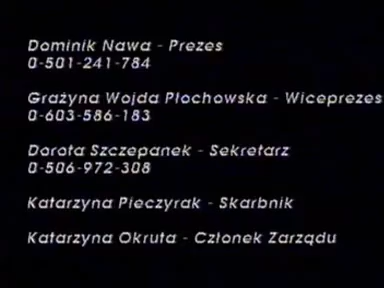 Dominik Nawa - Prezes
0-501-241-784
Grażyna Wojda Płochowska - Wiceprezes
0-603-586-183
Dorota Szczepanek - Sekretarz
0-506-972-308
Katarzyna Pieczyrak - Skarbnik
Katarzyna Okruta - Członek Zarządu